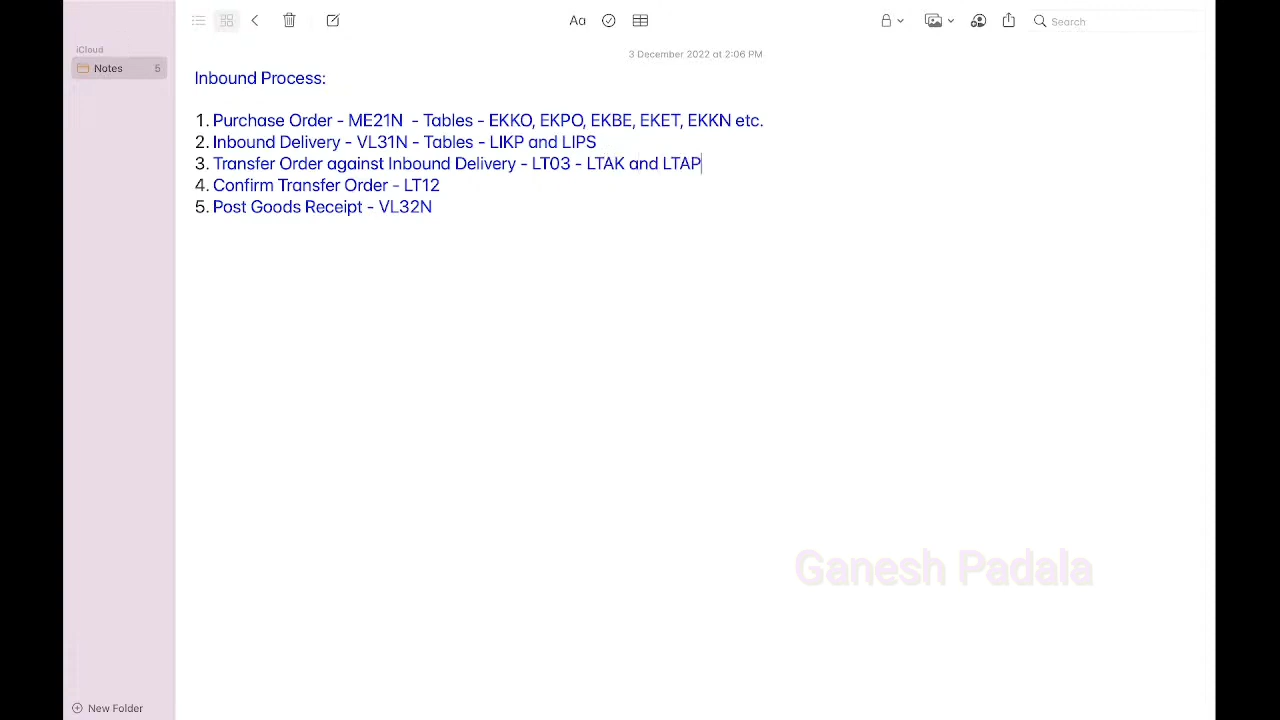 Aa
Search
iCloud
Notes 5
3 December 2022 at 2:06 PM
Inbound Process:
1. Purchase Order - ME21N - Tables - EKKO, EKPO, EKBE, EKET, EKKN etc.
2. Inbound Delivery - VL31N - Tables - LIKP and LIPS
3. Transfer Order against Inbound Delivery - LT03 - LTAK and LTAP
4. Confirm Transfer Order - LT12
5. Post Goods Receipt - VL32N
Ganesh Padala
New Folder